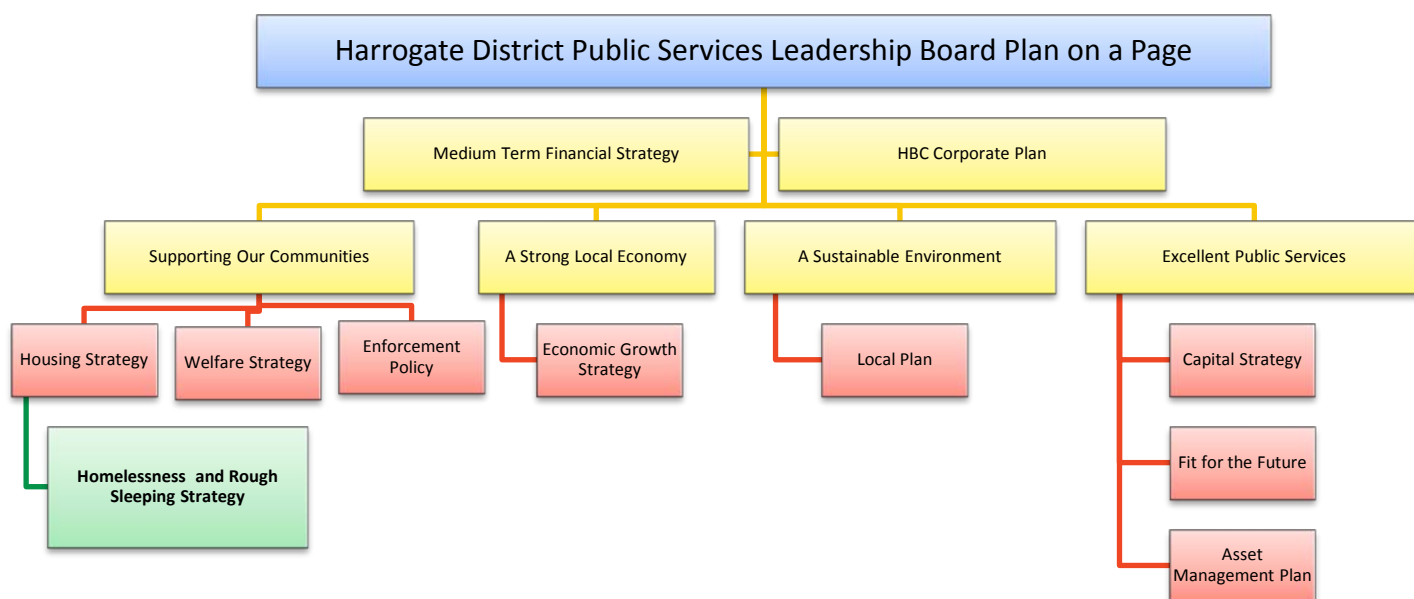 Harrogate District Public Services Leadership Board Plan on a Page
Medium Term Financial Strategy
HBC Corporate Plan
Supporting Our Communities
A Strong Local Economy
A Sustainable Environment
Excellent Public Services
Housing Strategy
Welfare Strategy
Enforcement
Policy
Economic Growth
Strategy
Local Plan
Capital Strategy
Homelessness and Rough
Sleeping Strategy
Fit for the Future
Asset
Management Plan